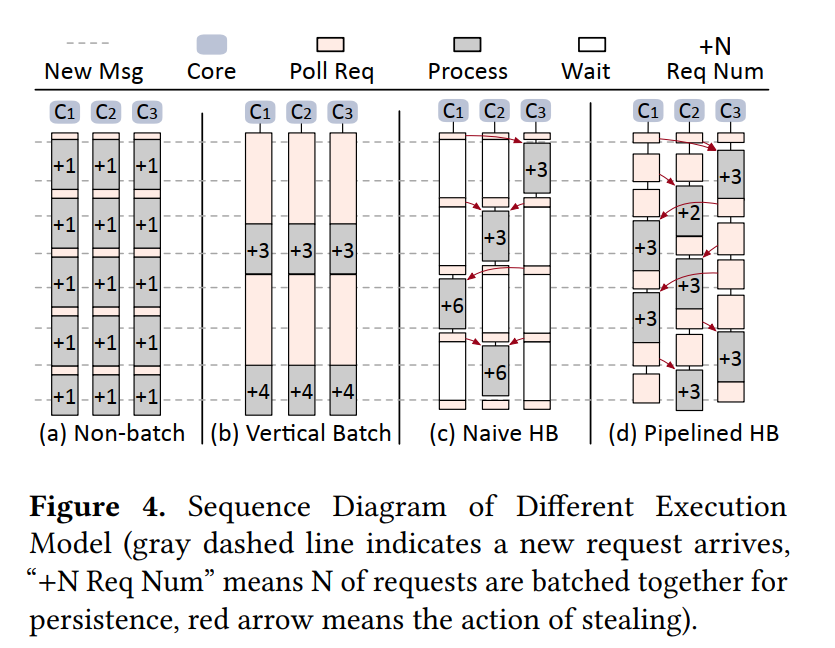 New Msg Core Poll Req Process Wait +N Req Num
C1 C2 C3 C1 C2 C3 C1 C2 C3 C1 C2 C3
+1 +1 +1
+1 +1 +1
+1 +1 +1
+1 +1 +1
+1 +1 +1
+3 +3 +3
+4 +4 +4
+3
+3
+6
+6
+3
+2
+3
+3
+3
+3
+3
(a) Non-batch (b) Vertical Batch (c) Naive HB (d) Pipelined HB
Figure 4. Sequence Diagram of Different Execution
Model (gray dashed line indicates a new request arrives,
“+N Req Num” means N of requests are batched together for
persistence, red arrow means the action of stealing).